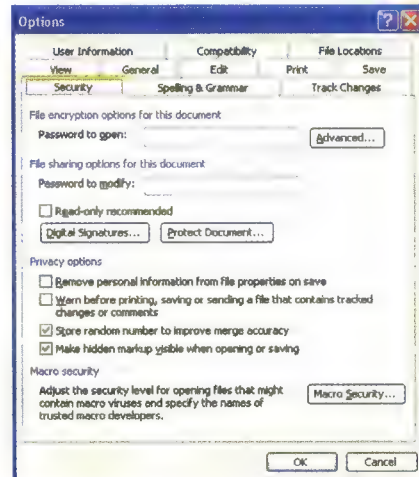 Options
User Information Compatibility File Locations
View General Edit Print Save
Security Spelling & Grammar Track Changes
File encryption options for this document
Password to open:
Advanced...
File sharing options for this document
Password to modify:
Read-only recommended
Digital Signatures... Protect Document...
Privacy options
Remove personal information from file properties on save
Warn before printing, saving or sending a file that contains tracked
changes or comments
Store random number to improve merge accuracy
Make hidden markup visible when opening or saving
Macro security
Adjust the security level for opening files that might
contain macro viruses and specify the names of
trusted macro developers.
Macro Security...
OK Cancel